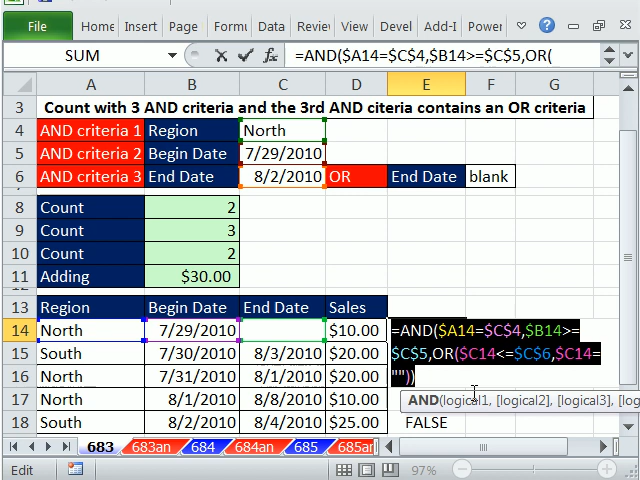 File Home Insert Page Formu Data Revie View Devel Add-I Power
SUM =AND($A14=$C$4,$B14>=$C$5,OR(
A B C D E F G
3 Count with 3 AND criteria and the 3rd AND citeria contains an OR criteria
4 AND criteria 1 Region North
5 AND criteria 2 Begin Date 7/29/2010
6 AND criteria 3 End Date 8/2/2010 OR End Date blank
8 Count 2
9 Count 3
10 Count 2
11 Adding $30.00
13 Region Begin Date End Date Sales
14 North 7/29/2010 $10.00 =AND($A14=$C$4,$B14>=
15 South 7/30/2010 8/3/2010 $20.00 $C$5,OR($C14<=$C$6,$C14=
16 North 7/31/2010 8/1/2010 $20.00 ""))
17 North 8/1/2010 8/8/2010 $10.00 AND(logical1, [logical2], [logical3], [log
18 South 8/2/2010 8/4/2010 $25.00 FALSE
683 683an 684 684an 685 685an
Edit 97%